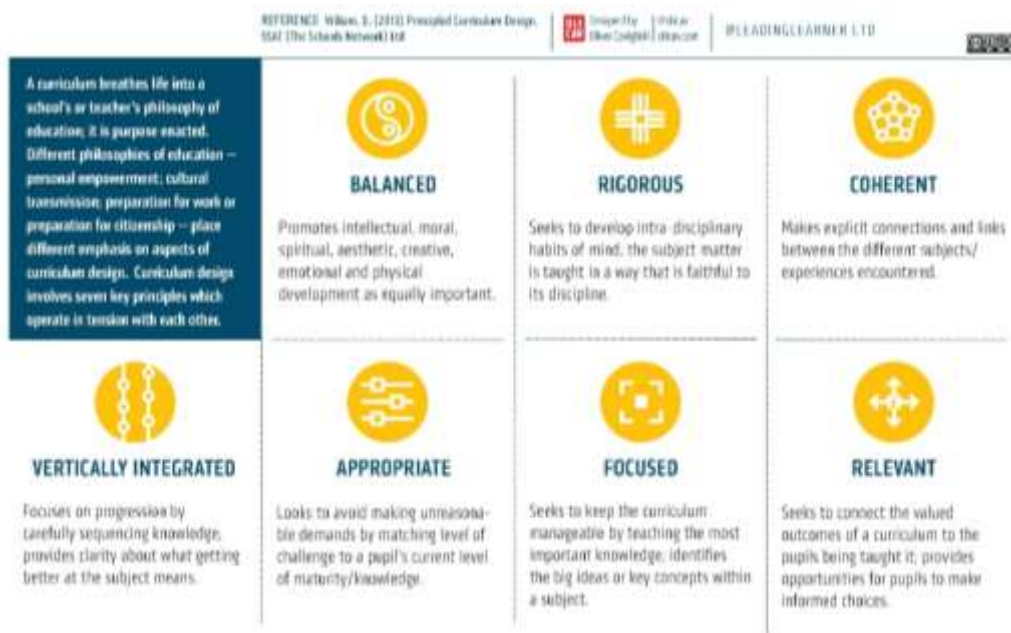 REFERENCE Wiliam, D. (2013) Principled Curriculum Design.
SSAT (The Schools Network) Ltd
Designed by
Oliver Caviglioli
@LEADINGLEARNER LTD
A curriculum breathes life into a
school's or teacher's philosophy of
education; it is purpose enacted.
Different philosophies of education –
personal empowerment; cultural
transmission; preparation for work or
preparation for citizenship – place
different emphasis on aspects of
curriculum design. Curriculum design
involves seven key principles which
operate in tension with each other.
BALANCED
Promotes intellectual, moral,
spiritual, aesthetic, creative,
emotional and physical
development as equally important.
RIGOROUS
Seeks to develop intra-disciplinary
habits of mind; the subject matter
is taught in a way that is faithful to
its discipline.
COHERENT
Makes explicit connections and links
between the different subjects/
experiences encountered.
VERTICALLY INTEGRATED
Focuses on progression by
carefully sequencing knowledge;
provides clarity about what getting
better at the subject means.
APPROPRIATE
Looks to avoid making unreasona-
ble demands by matching level of
challenge to a pupil's current level
of maturity/knowledge.
FOCUSED
Seeks to keep the curriculum
manageable by teaching the most
important knowledge; identifies
the big ideas or key concepts within
a subject.
RELEVANT
Seeks to connect the valued
outcomes of a curriculum to the
pupils being taught it; provides
opportunities for pupils to make
informed choices.